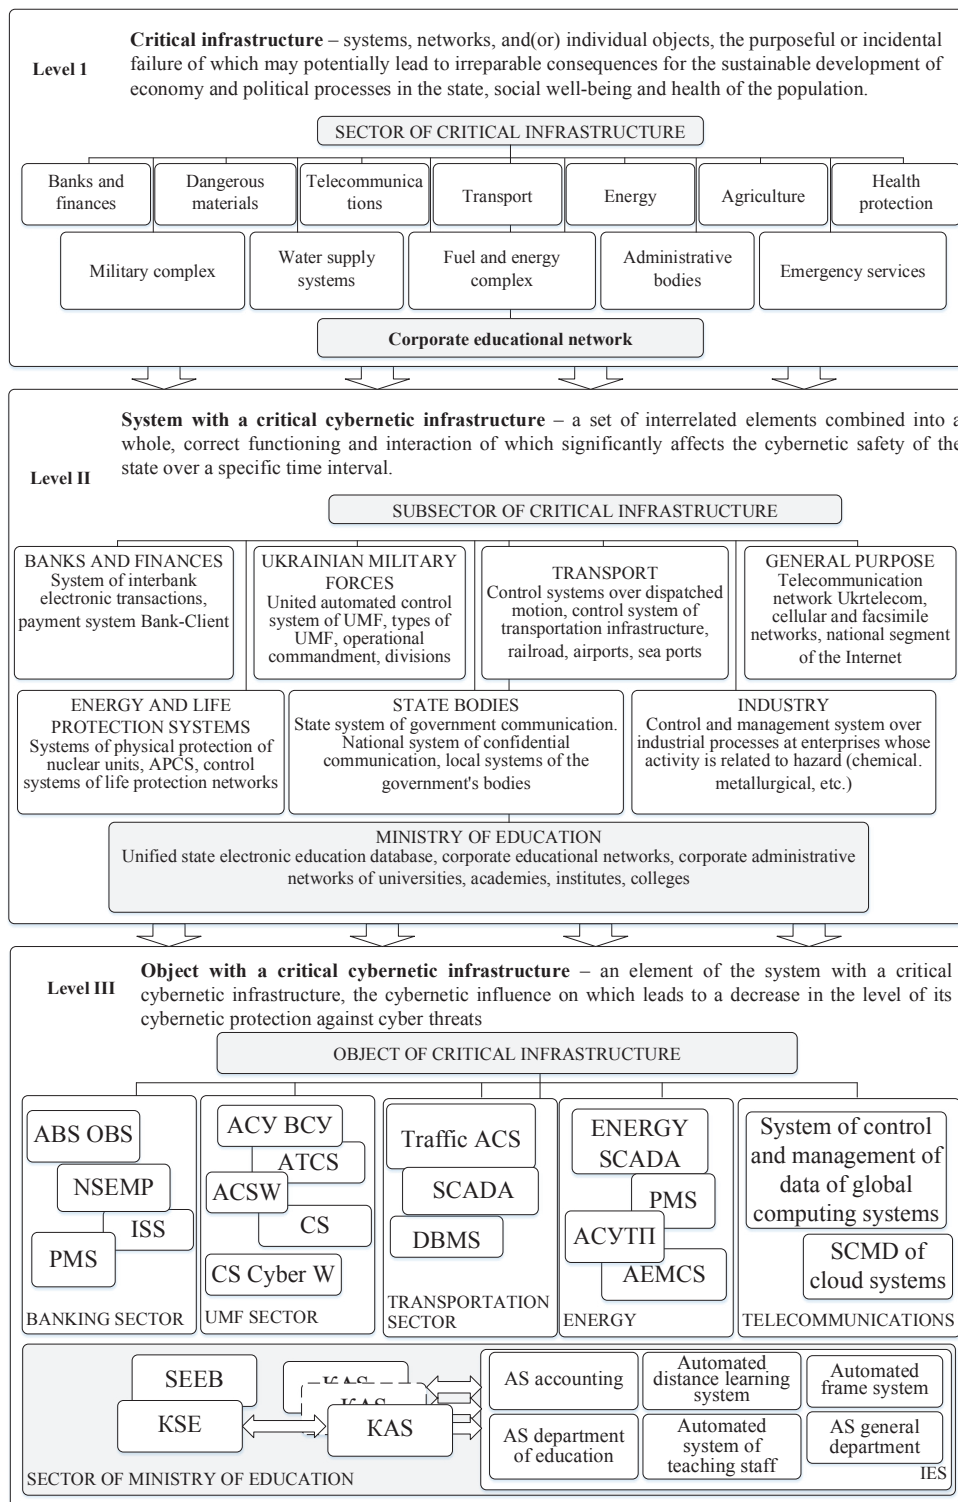 Critical infrastructure – systems, networks, and(or) individual objects, the purposeful or incidental
Level 1
failure of which may potentially lead to irreparable consequences for the sustainable development of
economy and political processes in the state, social well-being and health of the population.
SECTOR OF CRITICAL INFRASTRUCTURE
Banks and
finances
Dangerous
materials
Telecommunica
tions
Transport
Energy
Agriculture
Health
protection
Military complex
Water supply
systems
Fuel and energy
complex
Administrative
bodies
Emergency services
Corporate educational network
System with a critical cybernetic infrastructure – a set of interrelated elements combined into a
whole, correct functioning and interaction of which significantly affects the cybernetic safety of the
state over a specific time interval.
Level II
SUBSECTOR OF CRITICAL INFRASTRUCTURE
BANKS AND FINANCES
System of interbank
electronic transactions,
payment system Bank-Client
UKRAINIAN MILITARY
FORCES
United automated control
system of UMF, types of
UMF, operational
commandment, divisions
TRANSPORT
Control systems over dispatched
motion, control system of
transportation infrastructure,
railroad, airports, sea ports
GENERAL PURPOSE
Telecommunication
network Ukrtelecom,
cellular and facsimile
networks, national segment
of the Internet
ENERGY AND LIFE
PROTECTION SYSTEMS
Systems of physical protection of
nuclear units, APCS, control
systems of life protection networks
STATE BODIES
State system of government communication.
National system of confidential
communication, local systems of the
government's bodies
INDUSTRY
Control and management system over
industrial processes at enterprises whose
activity is related to hazard (chemical.
metallurgical, etc.)
MINISTRY OF EDUCATION
Unified state electronic education database, corporate educational networks, corporate administrative
networks of universities, academies, institutes, colleges
Object with a critical cybernetic infrastructure – an element of the system with a critical
Level III
cybernetic infrastructure, the cybernetic influence on which leads to a decrease in the level of its
cybernetic protection against cyber threats
OBJECT OF CRITICAL INFRASTRUCTURE
ABS OBS
NSEMP
ISS
PMS
BANKING SECTOR
АСУ ВСУ
ATCS
ACSW
CS
CS Cyber W
UMF SECTOR
Traffic ACS
SCADA
DBMS
TRANSPORTATION
SECTOR
ENERGY
SCADA
PMS
АСУТП
AEMCS
ENERGY
System of control
and management of
data of global
computing systems
SCMD of
cloud systems
TELECOMMUNICATIONS
SEEB
KSE
KAS
KAS
KAS
SECTOR OF MINISTRY OF EDUCATION
AS accounting
Automated
distance learning
system
Automated
frame system
AS department
of education
Automated
system of
teaching staff
AS general
department
IES